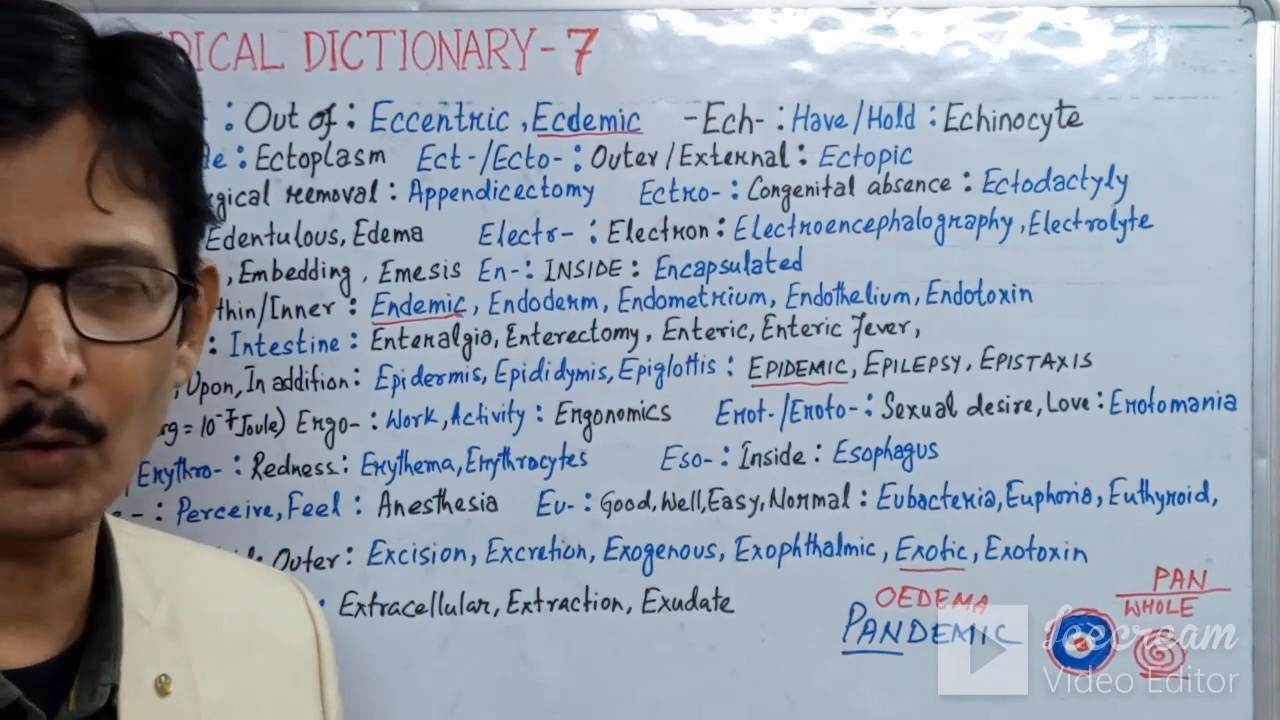 DICAL DICTIONARY-7
: Out of : Eccentric, Ecdemic -Ech- : Have/Hold : Echinocyte
de : Ectoplasm Ect-/Ecto- : Outer/External : Ectopic
gical removal : Appendicectomy Ectro- : Congenital absence : Ectodactyly
Edentulous, Edema Electr- : Electron : Electroencephalography, Electrolyte
, Embedding, Emesis En- : INSIDE : Encapsulated
thin/Inner : Endemic, Endoderm, Endometrium, Endothelium, Endotoxin
: Intestine : Enteralgia, Enterectomy, Enteric, Enteric Fever,
, Upon, In addition : Epidermis, Epididymis, Epiglottis : EPIDEMIC, EPILEPSY, EPISTAXIS
rg = 10⁻⁷ Joule) Ergo- : Work, Activity : Ergonomics Erot-/Eroto- : Sexual desire, Love : Erotomania
Erythro- : Redness : Erythema, Erythrocytes Eso- : Inside : Esophagus
- : Perceive, Feel : Anesthesia Eu- : Good, Well, Easy, Normal : Eubacteria, Euphoria, Euthyroid,
Outer : Excision, Excretion, Exogenous, Exophthalmic, Exotic, Exotoxin
: Extracellular, Extraction, Exudate
OEDEMA
PANDEMIC
PAN
WHOLE
Icecream
Video Editor